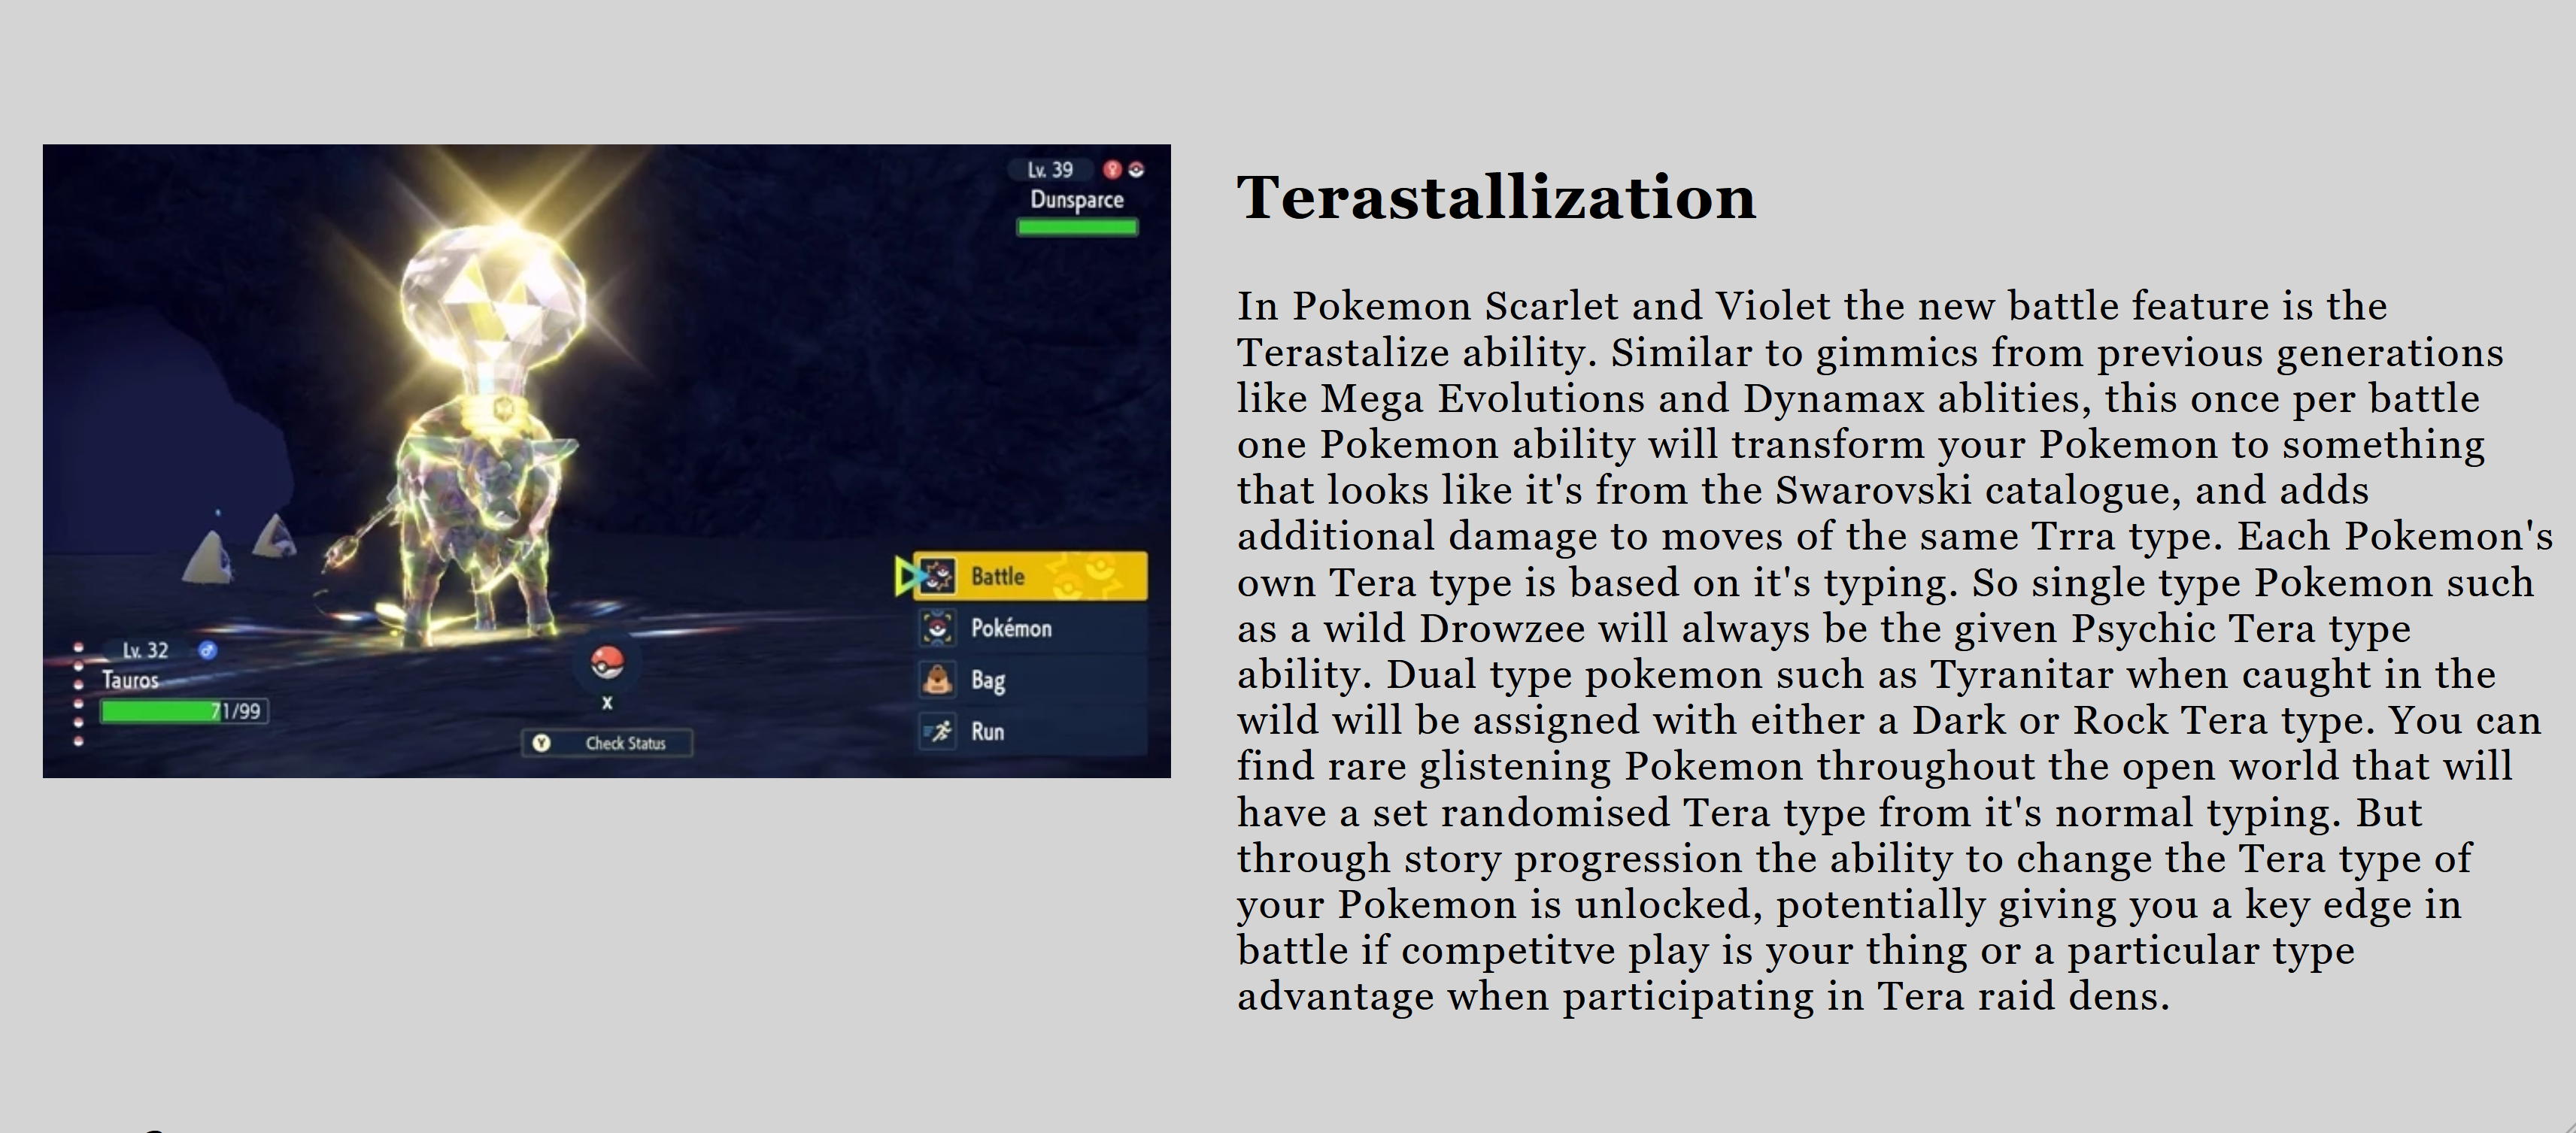 Lv. 39
Dunsparce
Battle
Pokémon
Bag
Run
Lv. 32
Tauros
71/99
X
Y Check Status
Terastallization
In Pokemon Scarlet and Violet the new battle feature is the
Terastalize ability. Similar to gimmics from previous generations
like Mega Evolutions and Dynamax ablities, this once per battle
one Pokemon ability will transform your Pokemon to something
that looks like it's from the Swarovski catalogue, and adds
additional damage to moves of the same Trra type. Each Pokemon's
own Tera type is based on it's typing. So single type Pokemon such
as a wild Drowzee will always be the given Psychic Tera type
ability. Dual type pokemon such as Tyranitar when caught in the
wild will be assigned with either a Dark or Rock Tera type. You can
find rare glistening Pokemon throughout the open world that will
have a set randomised Tera type from it's normal typing. But
through story progression the ability to change the Tera type of
your Pokemon is unlocked, potentially giving you a key edge in
battle if competitve play is your thing or a particular type
advantage when participating in Tera raid dens.